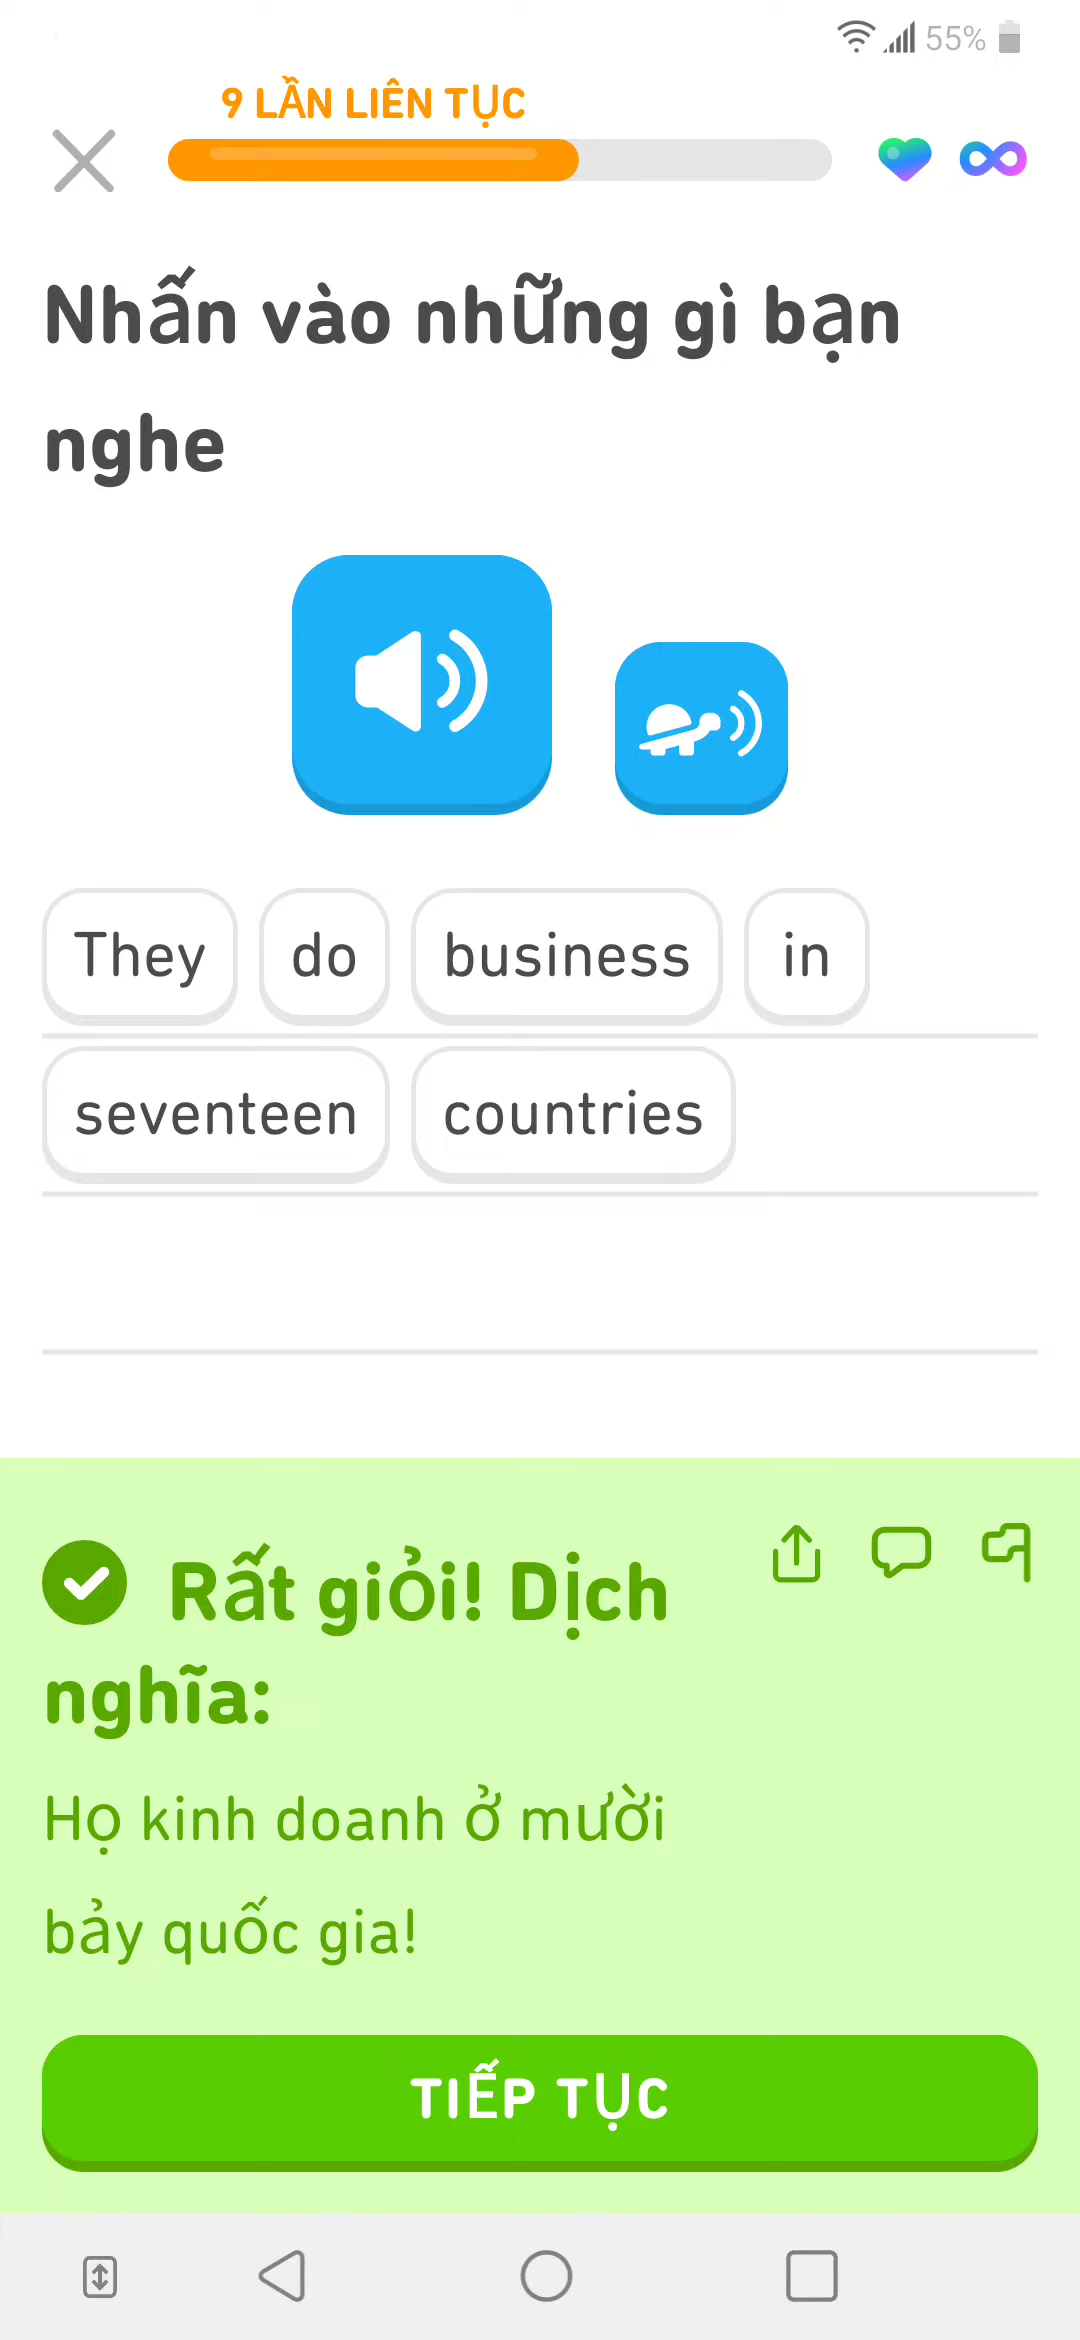 55%
9 LẦN LIÊN TỤC
Nhấn vào những gì bạn
nghe
They do business in
seventeen countries
Rất giỏi! Dịch
nghĩa:
Họ kinh doanh ở mười
bảy quốc gia!
TIẾP TỤC